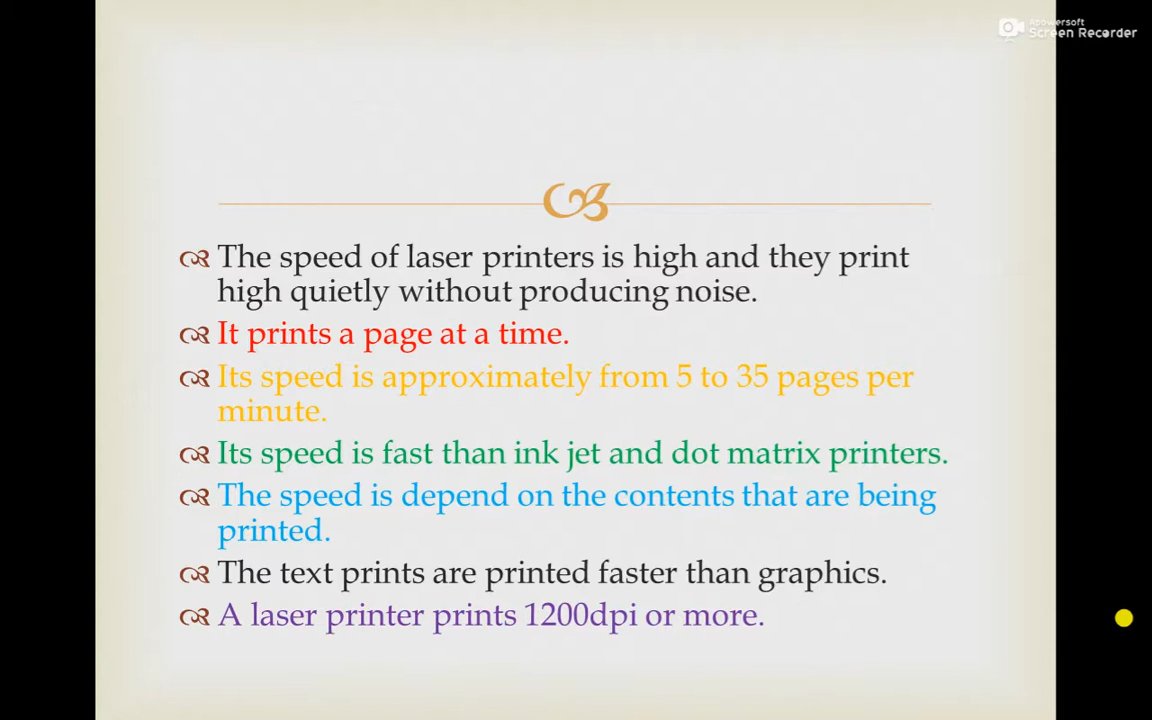 Apowersoft
Screen Recorder
The speed of laser printers is high and they print
high quietly without producing noise.
It prints a page at a time.
Its speed is approximately from 5 to 35 pages per
minute.
Its speed is fast than ink jet and dot matrix printers.
The speed is depend on the contents that are being
printed.
The text prints are printed faster than graphics.
A laser printer prints 1200dpi or more.